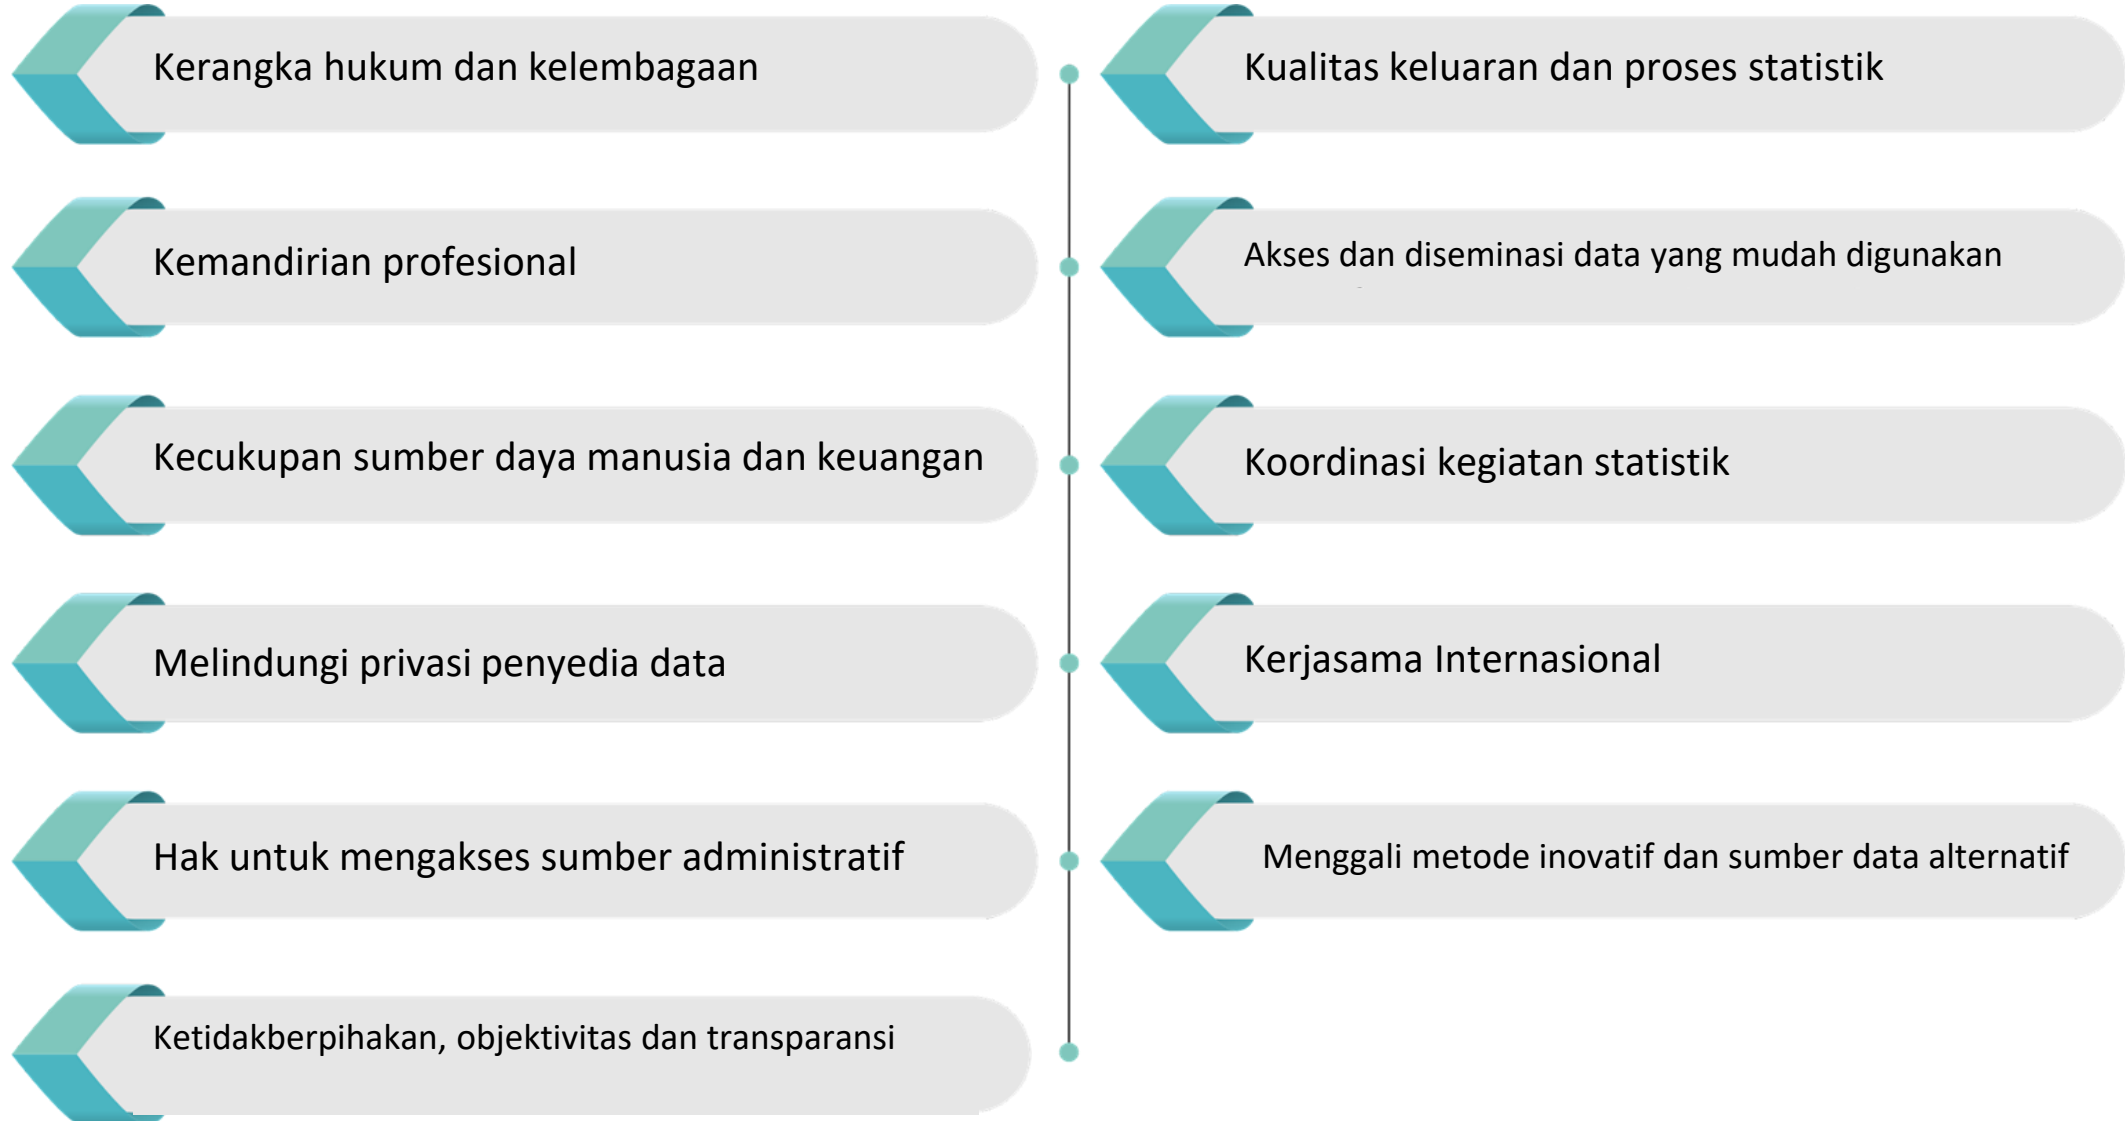 Kerangka hukum dan kelembagaan
Kemandirian profesional
Kecukupan sumber daya manusia dan keuangan
Melindungi privasi penyedia data
Hak untuk mengakses sumber administratif
Ketidakberpihakan, objektivitas dan transparansi
Kualitas keluaran dan proses statistik
Akses dan diseminasi data yang mudah digunakan
Koordinasi kegiatan statistik
Kerjasama Internasional
Menggali metode inovatif dan sumber data alternatif